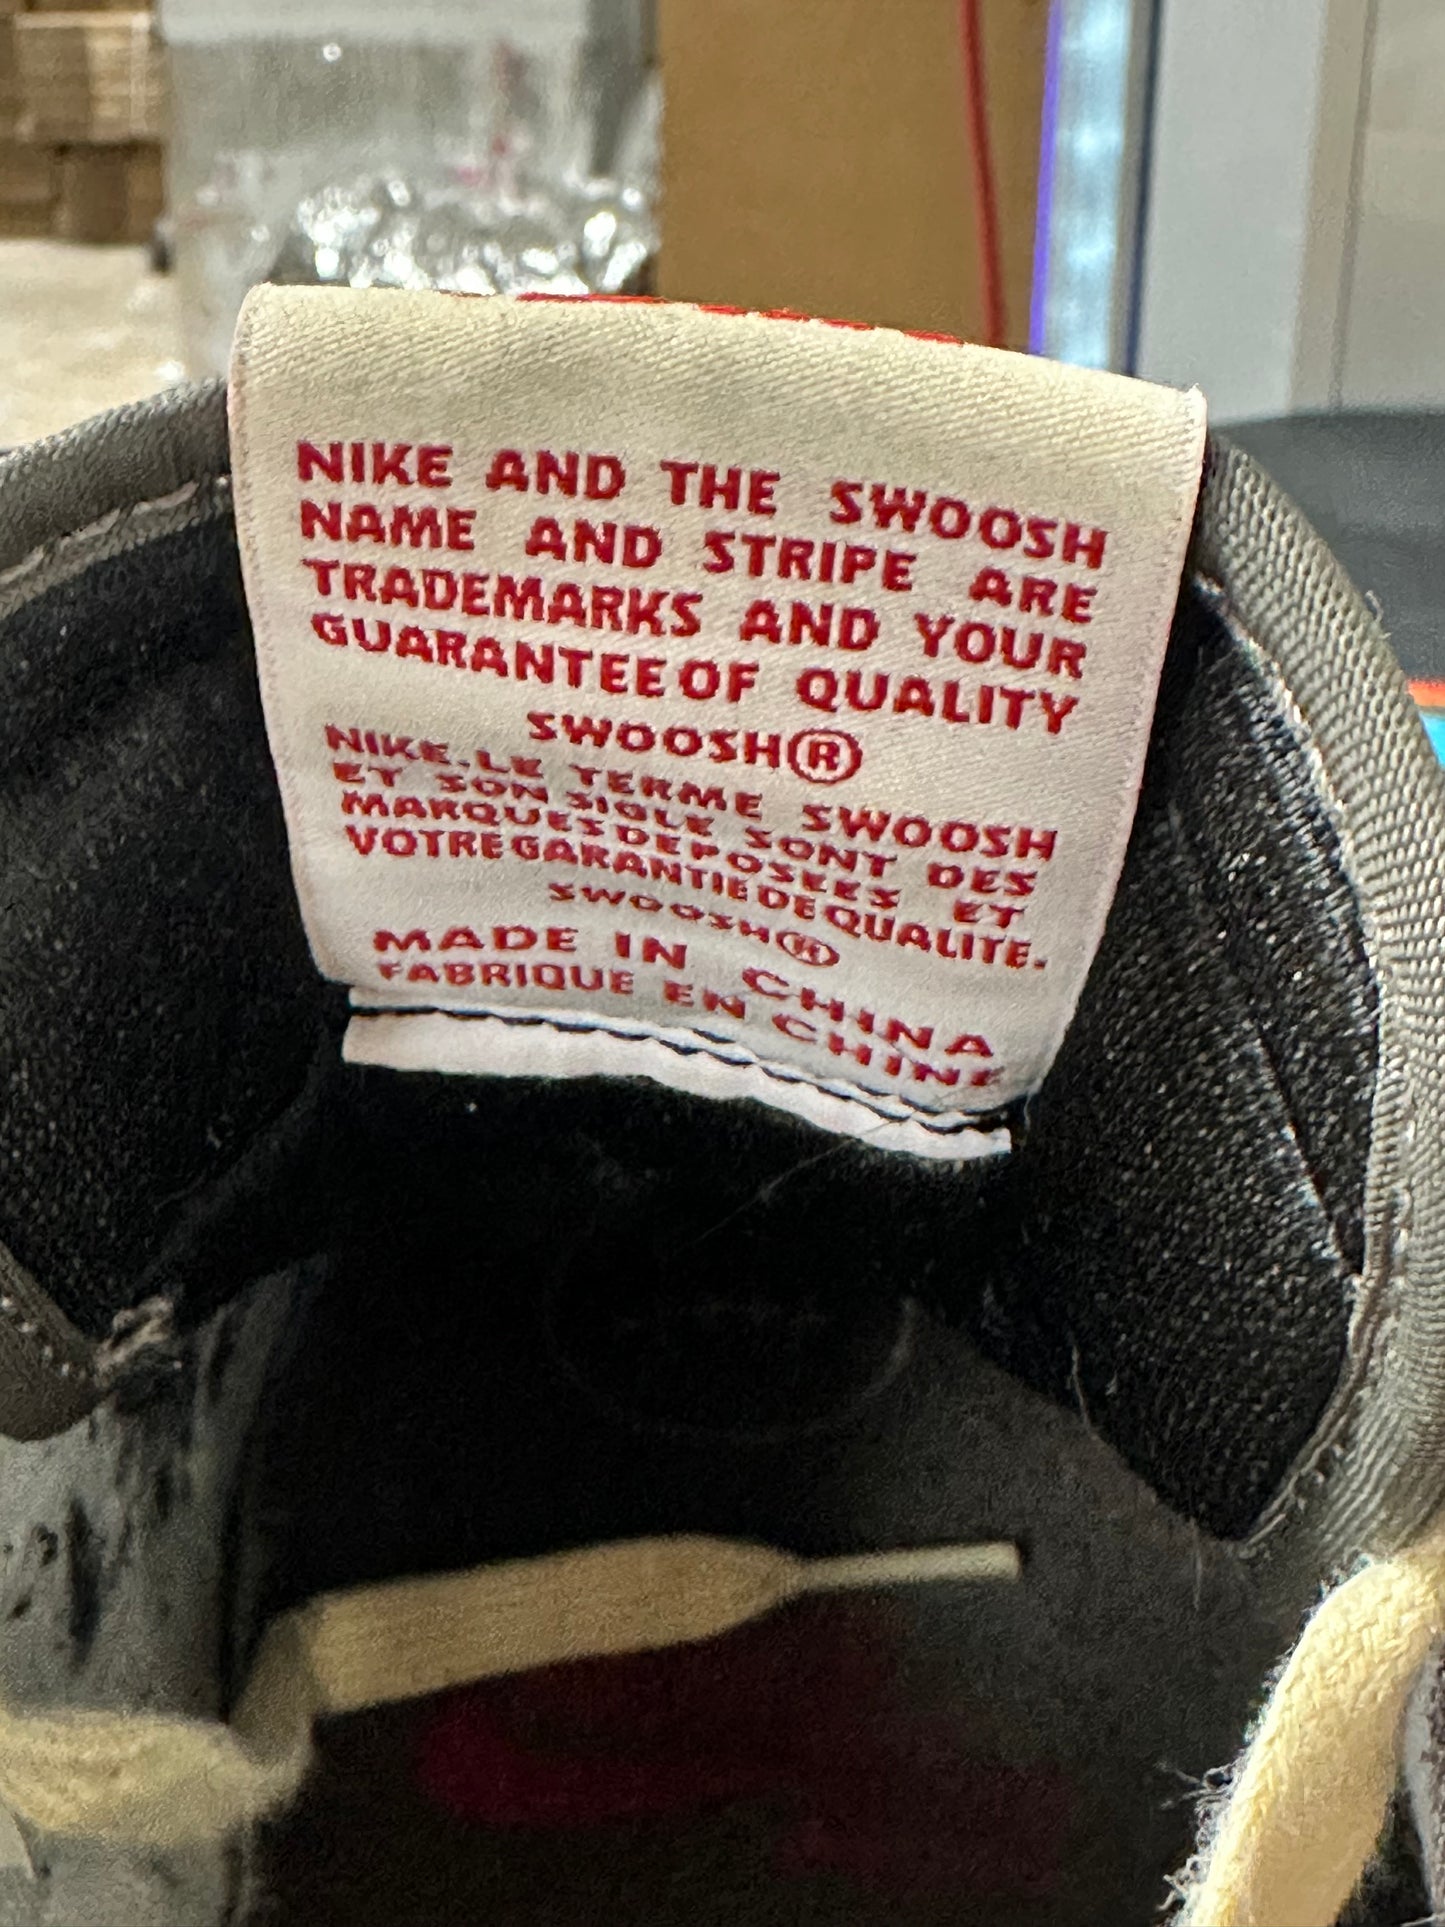 NIKE AND THE SWOOSH
NAME AND STRIPE ARE
TRADEMARKS AND YOUR
GUARANTEE OF QUALITY
SWOOSH®
NIKE. LE TERME SWOOSH
ET SON SIGLE SONT DES
MARQUES DEPOSEES ET
VOTRE GARANTIE DE QUALITE.
SWOOSH®
MADE IN CHINA
FABRIQUE EN CHINE